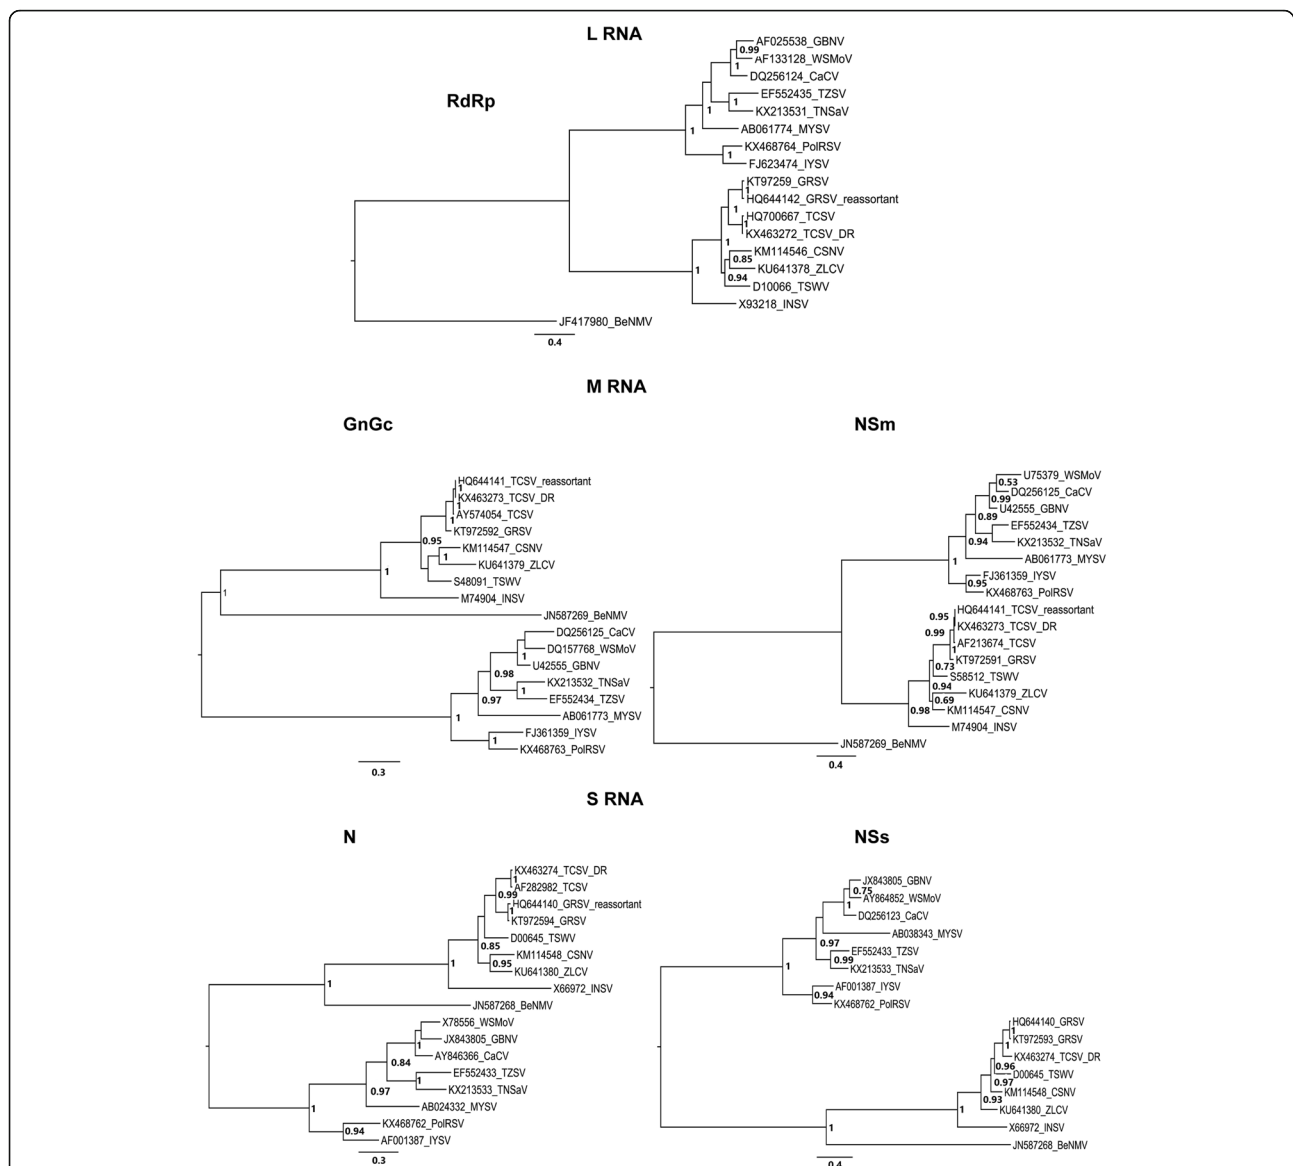 L RNA
RdRp
AF025538_GBNV
0.99
AF133128_WSMoV
1
DQ256124_CaCV
EF552435_TZSV
1
KX213531_TNSaV
1
AB061774_MYSV
1
KX468764_PolRSV
1
FJ623474_IYSV
KT97259_GRSV
1
HQ644142_GRSV_reassortant
1
HQ700667_TCSV
1
KX463272_TCSV_DR
1
KM114546_CSNV
0.85
KU641378_ZLCV
1
0.94
D10066_TSWV
X93218_INSV
JF417980_BeNMV
0.4
M RNA
GnGc
HQ644141_TCSV_reassortant
1
KX463273_TCSV_DR
1
AY574054_TCSV
1
KT972592_GRSV
0.95
KM114547_CSNV
1
KU641379_ZLCV
1
S48091_TSWV
1
M74904_INSV
JN587269_BeNMV
DQ256125_CaCV
DQ157768_WSMoV
1
U42555_GBNV
0.98
KX213532_TNSaV
1
0.97
EF552434_TZSV
1
AB061773_MYSV
FJ361359_IYSV
1
KX468763_PolRSV
0.3
NSm
U75379_WSMoV
0.53
DQ256125_CaCV
0.99
U42555_GBNV
0.89
EF552434_TZSV
0.94
KX213532_TNSaV
1
AB061773_MYSV
FJ361359_IYSV
0.95
KX468763_PolRSV
HQ644141_TCSV_reassortant
0.95
KX463273_TCSV_DR
0.99
AF213674_TCSV
1
KT972591_GRSV
0.73
S58512_TSWV
0.94
KU641379_ZLCV
0.69
KM114547_CSNV
0.98
M74904_INSV
JN587269_BeNMV
0.4
S RNA
N
KX463274_TCSV_DR
1
AF282982_TCSV
0.99
HQ644140_GRSV_reassortant
1
KT972594_GRSV
D00645_TSWV
0.85
KM114548_CSNV
0.95
KU641380_ZLCV
1
X66972_INSV
1
JN587268_BeNMV
X78556_WSMoV
JX843805_GBNV
1
AY846366_CaCV
0.84
EF552433_TZSV
1
KX213533_TNSaV
0.97
AB024332_MYSV
1
KX468762_PolRSV
0.94
AF001387_IYSV
0.3
NSs
JX843805_GBNV
0.75
AY864852_WSMoV
1
DQ256123_CaCV
AB038343_MYSV
0.97
EF552433_TZSV
0.99
KX213533_TNSaV
1
AF001387_IYSV
0.94
KX468762_PolRSV
HQ644140_GRSV
1
KT972593_GRSV
1
KX463274_TCSV_DR
0.96
D00645_TSWV
0.97
KM114548_CSNV
0.93
KU641380_ZLCV
1
X66972_INSV
1
JN587268_BeNMV
0.4